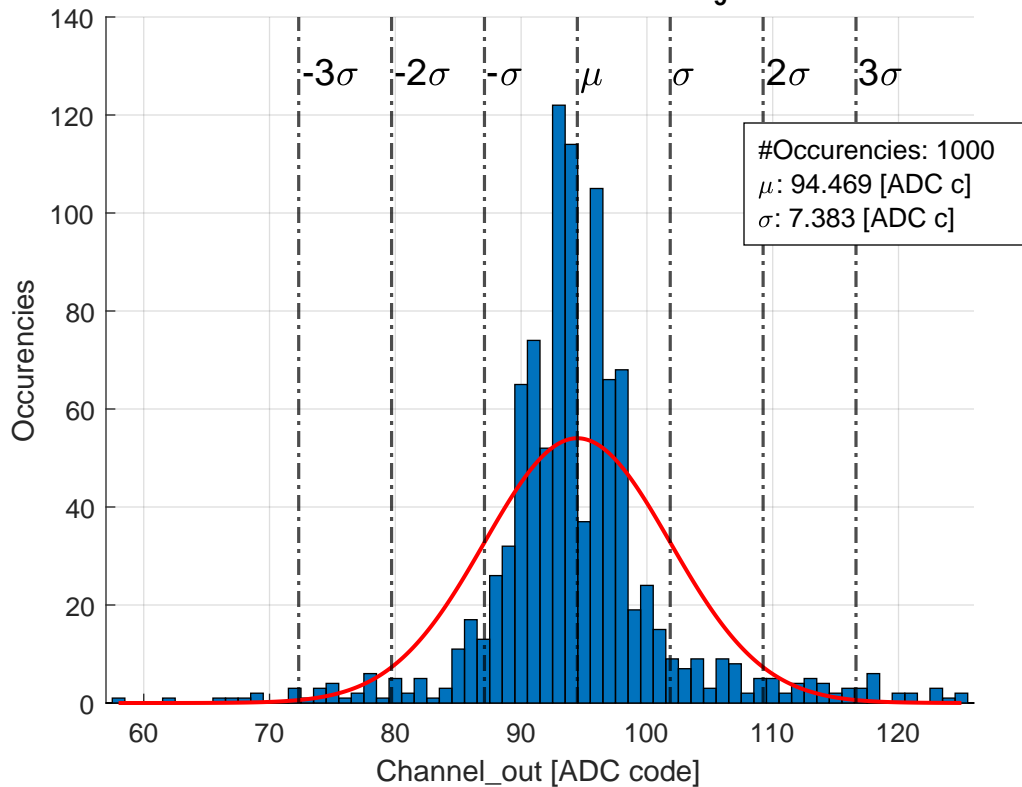 140
120
100
80
60
40
20
0
Occurencies
-3σ -2σ -σ μ σ 2σ 3σ
#Occurencies: 1000
μ: 94.469 [ADC c]
σ: 7.383 [ADC c]
60 70 80 90 100 110 120
Channel_out [ADC code]